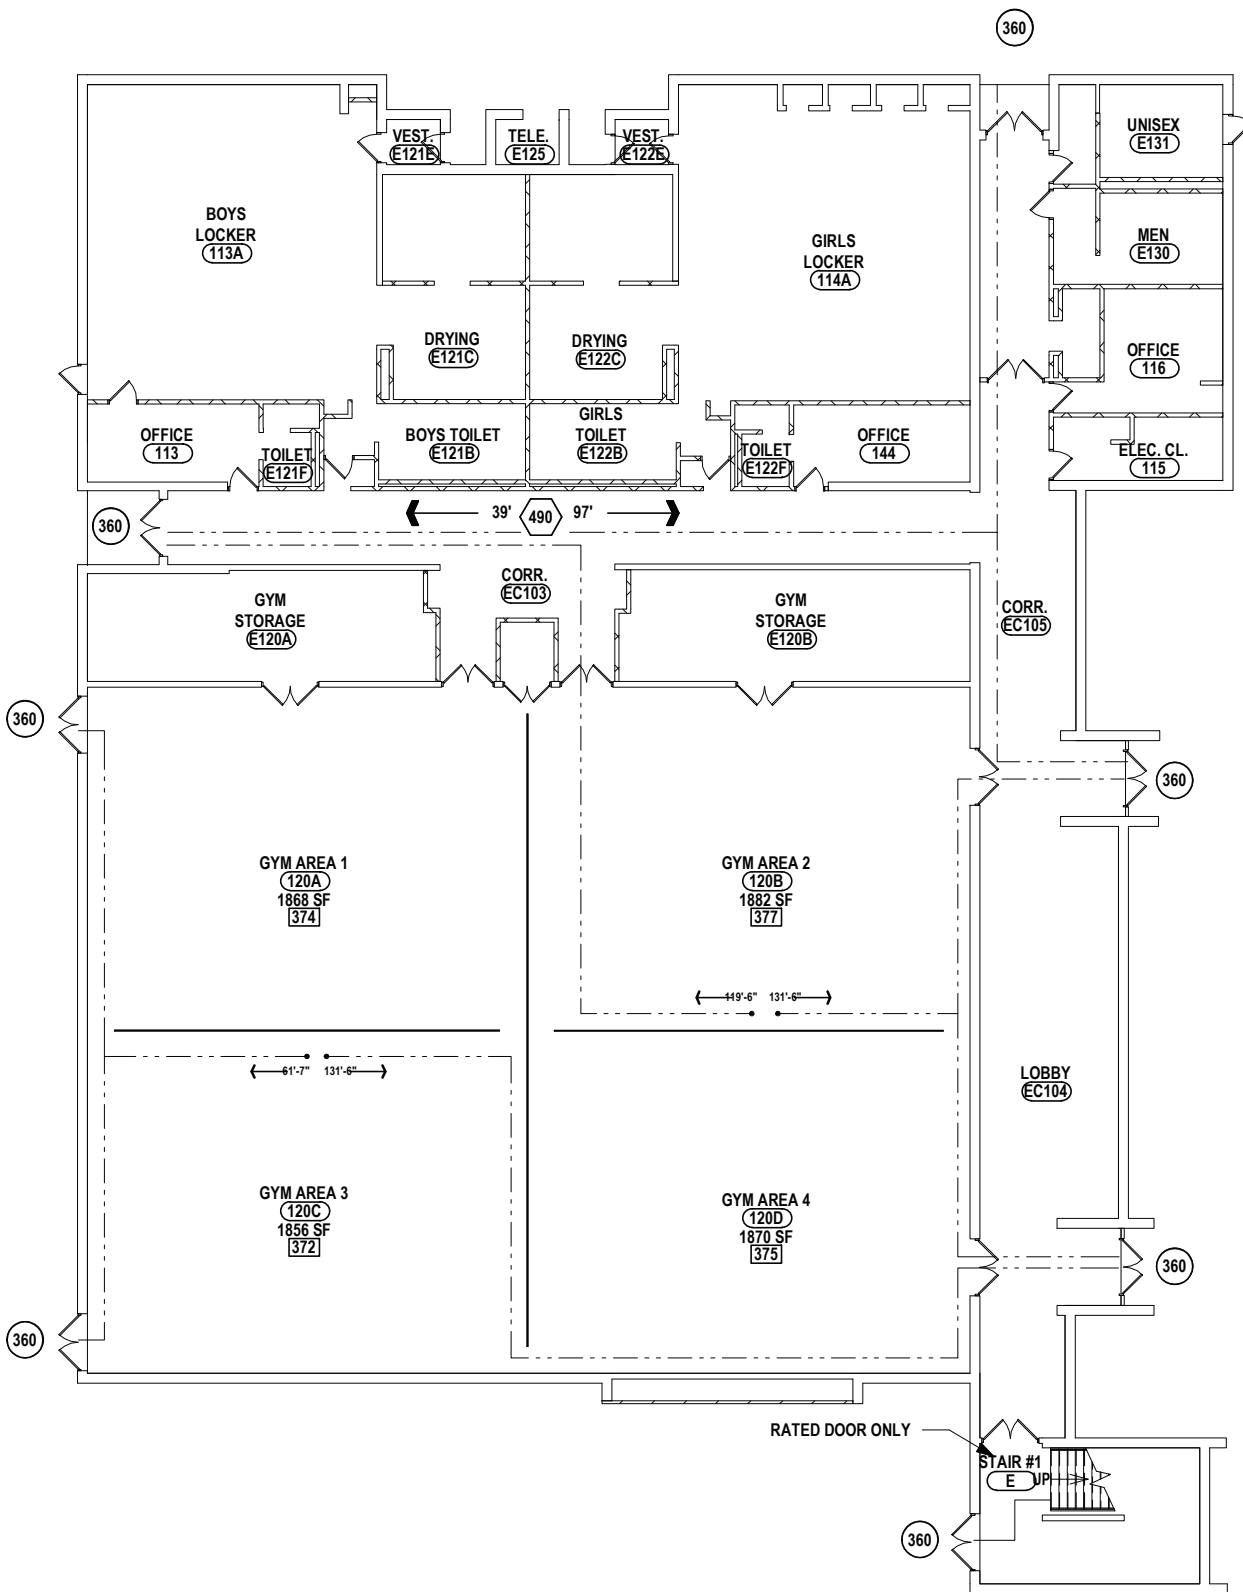 360
VEST.
E121E
TELE.
E125
VEST.
E122E
UNISEX
E131
BOYS
LOCKER
113A
GIRLS
LOCKER
114A
MEN
E130
DRYING
E121C
DRYING
E122C
OFFICE
116
OFFICE
113
TOILET
E121F
BOYS TOILET
E121B
GIRLS
TOILET
E122B
TOILET
E122F
OFFICE
144
ELEC. CL.
115
360
39'
490
97'
CORR.
EC103
GYM
STORAGE
E120A
GYM
STORAGE
E120B
CORR.
EC105
360
360
GYM AREA 1
120A
1868 SF
374
GYM AREA 2
120B
1882 SF
377
119'-6"
131'-6"
61'-7"
131'-6"
LOBBY
EC104
GYM AREA 3
120C
1856 SF
372
GYM AREA 4
120D
1870 SF
375
360
360
RATED DOOR ONLY
STAIR #1
E
UP
360